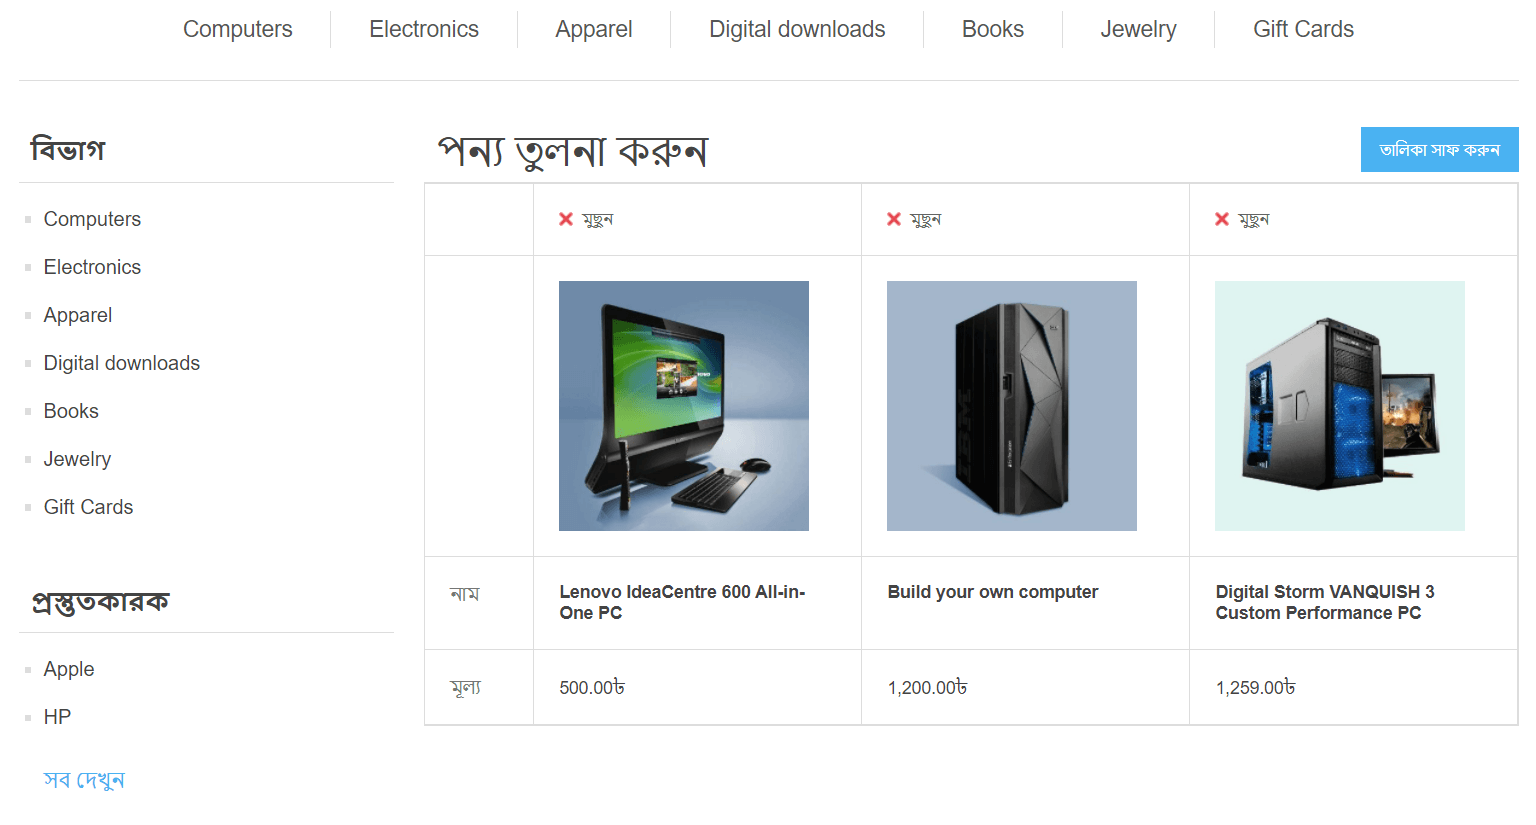 Computers
Electronics
Apparel
Digital downloads
Books
Jewelry
Gift Cards
বিভাগ
Computers
Electronics
Apparel
Digital downloads
Books
Jewelry
Gift Cards
প্রস্তুতকারক
Apple
HP
সব দেখুন
পন্য তুলনা করুন
তালিকা সাফ করুন
মুছুন
মুছুন
মুছুন
IBM
নাম
Lenovo IdeaCentre 600 All-in-
One PC
Build your own computer
Digital Storm VANQUISH 3
Custom Performance PC
মূল্য
500.00৳
1,200.00৳
1,259.00৳